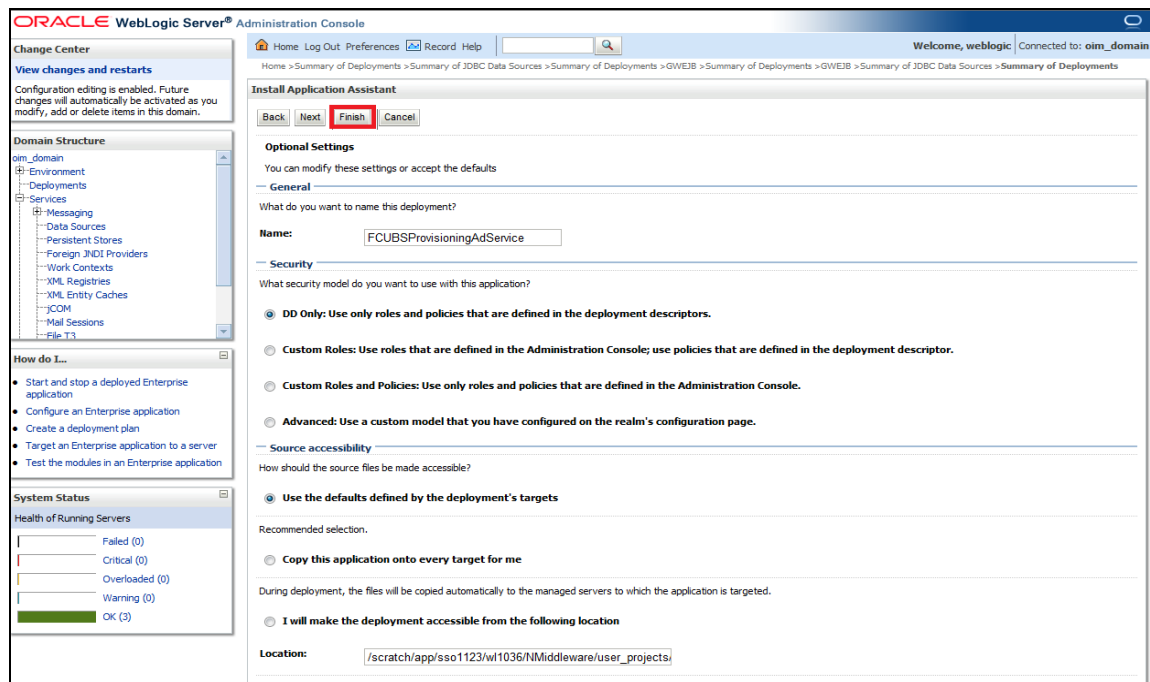 ORACLE WebLogic Server® Administration Console
Change Center
View changes and restarts
Configuration editing is enabled. Future
changes will automatically be activated as you
modify, add or delete items in this domain.
Domain Structure
oim_domain
Environment
Deployments
Services
Messaging
Data Sources
Persistent Stores
Foreign JNDI Providers
Work Contexts
XML Registries
XML Entity Caches
jCOM
Mail Sessions
File T3
How do I...
Start and stop a deployed Enterprise
application
Configure an Enterprise application
Create a deployment plan
Target an Enterprise application to a server
Test the modules in an Enterprise application
System Status
Health of Running Servers
Failed (0)
Critical (0)
Overloaded (0)
Warning (0)
OK (3)
Home Log Out Preferences Record Help
Welcome, weblogic Connected to: oim_domain
Home >Summary of Deployments >Summary of JDBC Data Sources >Summary of Deployments >GWEJB >Summary of Deployments >GWEJB >Summary of JDBC Data Sources >Summary of Deployments
Install Application Assistant
Back Next Finish Cancel
Optional Settings
You can modify these settings or accept the defaults
General
What do you want to name this deployment?
Name: FCUBSProvisioningAdService
Security
What security model do you want to use with this application?
DD Only: Use only roles and policies that are defined in the deployment descriptors.
Custom Roles: Use roles that are defined in the Administration Console; use policies that are defined in the deployment descriptor.
Custom Roles and Policies: Use only roles and policies that are defined in the Administration Console.
Advanced: Use a custom model that you have configured on the realm's configuration page.
Source accessibility
How should the source files be made accessible?
Use the defaults defined by the deployment's targets
Recommended selection.
Copy this application onto every target for me
During deployment, the files will be copied automatically to the managed servers to which the application is targeted.
I will make the deployment accessible from the following location
Location: /scratch/app/sso1123/wl1036/NMiddleware/user_projects/